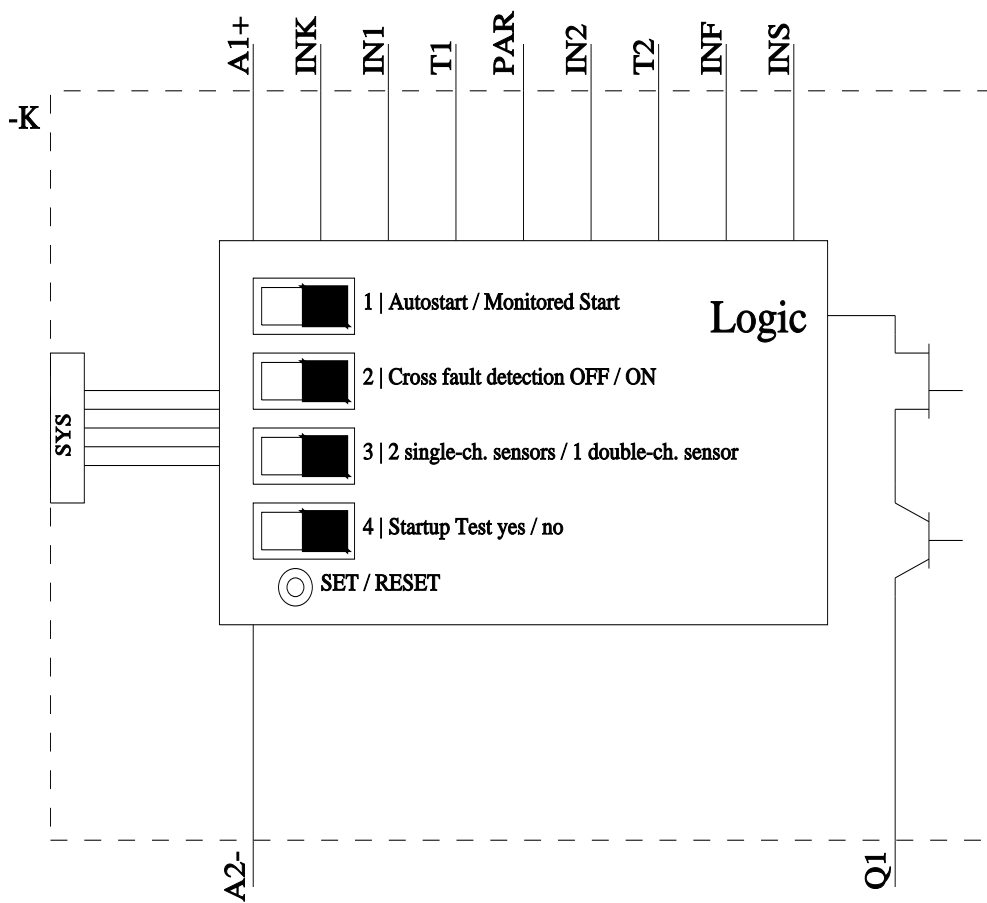 A1+
INK
IN1
T1
PAR
IN2
T2
INF
INS
-K
1 | Autostart / Monitored Start
Logic
2 | Cross fault detection OFF / ON
SYS
3 | 2 single-ch. sensors / 1 double-ch. sensor
4 | Startup Test yes / no
SET / RESET
A2-
Q1